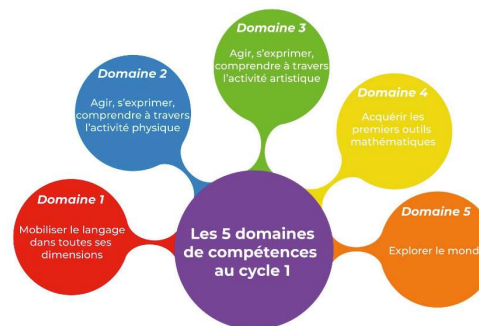 Domaine 1
Mobiliser le langage
dans toutes ses
dimensions
Domaine 2
Agir, s'exprimer,
comprendre à travers
l'activité physique
Domaine 3
Agir, s'exprimer,
comprendre à travers
l'activité artistique
Domaine 4
Acquérir les
premiers outils
mathématiques
Domaine 5
Explorer le mond
Les 5 domaines
de compétences
au cycle 1